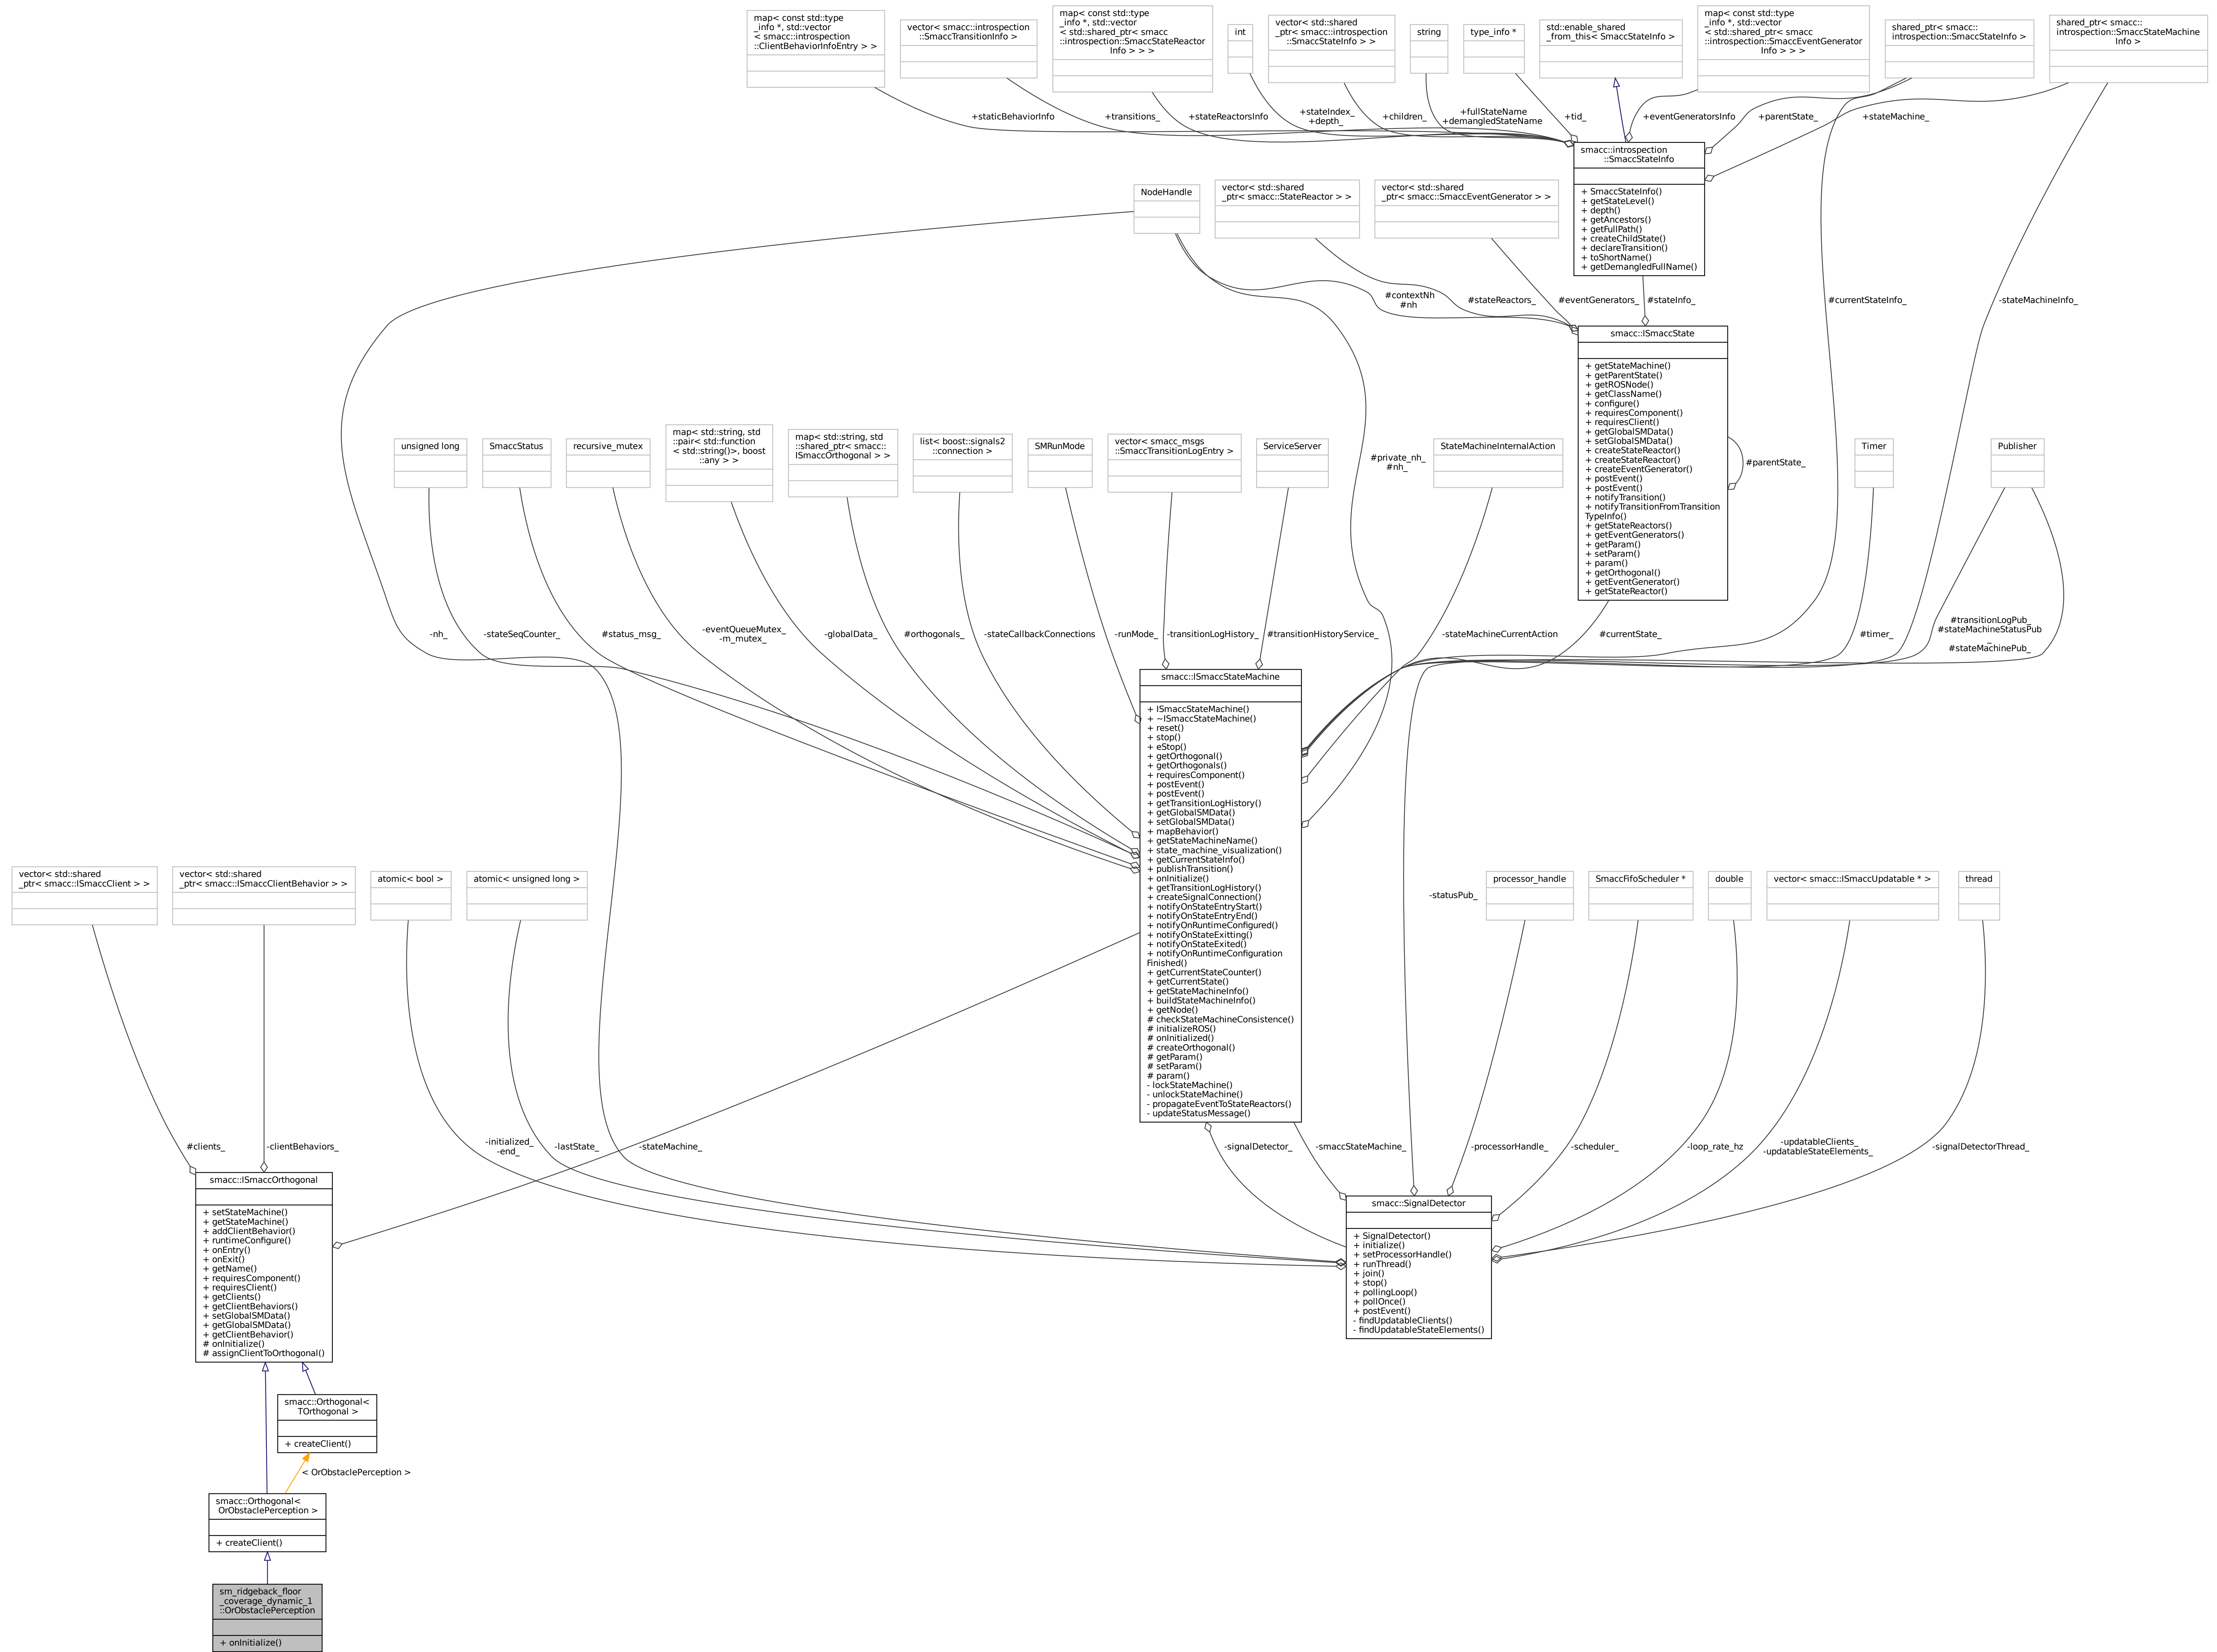 map< const std::type
_info *, std::vector
< smacc::introspection
::ClientBehaviorInfoEntry > >
vector< smacc::introspection
::SmaccTransitionInfo >
map< const std::type
_info *, std::vector
< std::shared_ptr< smacc
::introspection::SmaccStateReactor
Info > > >
int
vector< std::shared
_ptr< smacc::introspection
::SmaccStateInfo > >
string
type_info *
std::enable_shared
_from_this< SmaccStateInfo >
map< const std::type
_info *, std::vector
< std::shared_ptr< smacc
::introspection::SmaccEventGenerator
Info > > >
shared_ptr< smacc::
introspection::SmaccStateInfo >
shared_ptr< smacc::
introspection::SmaccStateMachine
Info >
+staticBehaviorInfo
+transitions_
+stateReactorsInfo
+stateIndex_
+depth_
+children_
+fullStateName
+demangledStateName
+tid_
+eventGeneratorsInfo
+parentState_
+stateMachine_
smacc::introspection
::SmaccStateInfo
+ SmaccStateInfo()
+ getStateLevel()
+ depth()
+ getAncestors()
+ getFullPath()
+ createChildState()
+ declareTransition()
+ toShortName()
+ getDemangledFullName()
NodeHandle
vector< std::shared
_ptr< smacc::StateReactor > >
vector< std::shared
_ptr< smacc::SmaccEventGenerator > >
#contextNh
#nh
#stateReactors_
#eventGenerators_
#stateInfo_
#currentStateInfo_
-stateMachineInfo_
smacc::ISmaccState
+ getStateMachine()
+ getParentState()
+ getROSNode()
+ getClassName()
+ configure()
+ requiresComponent()
+ requiresClient()
+ getGlobalSMData()
+ setGlobalSMData()
+ createStateReactor()
+ createStateReactor()
+ createEventGenerator()
+ postEvent()
+ postEvent()
+ notifyTransition()
+ notifyTransitionFromTransition
TypeInfo()
+ getStateReactors()
+ getEventGenerators()
+ getParam()
+ setParam()
+ param()
+ getOrthogonal()
+ getEventGenerator()
+ getStateReactor()
#parentState_
unsigned long
SmaccStatus
recursive_mutex
map< std::string, std
::pair< std::function
< std::string()>, boost
::any > >
map< std::string, std
::shared_ptr< smacc::
ISmaccOrthogonal > >
list< boost::signals2
::connection >
SMRunMode
vector< smacc_msgs
::SmaccTransitionLogEntry >
ServiceServer
#private_nh_
#nh_
StateMachineInternalAction
Timer
Publisher
-nh_
-stateSeqCounter_
#status_msg_
-eventQueueMutex_
-m_mutex_
-globalData_
#orthogonals_
-stateCallbackConnections
-runMode_
-transitionLogHistory_
#transitionHistoryService_
-stateMachineCurrentAction
#currentState_
#timer_
#transitionLogPub_
#stateMachineStatusPub
_
#stateMachinePub_
smacc::ISmaccStateMachine
+ ISmaccStateMachine()
+ ~ISmaccStateMachine()
+ reset()
+ stop()
+ eStop()
+ getOrthogonal()
+ getOrthogonals()
+ requiresComponent()
+ postEvent()
+ postEvent()
+ getTransitionLogHistory()
+ getGlobalSMData()
+ setGlobalSMData()
+ mapBehavior()
+ getStateMachineName()
+ state_machine_visualization()
+ getCurrentStateInfo()
+ publishTransition()
+ onInitialize()
+ getTransitionLogHistory()
+ createSignalConnection()
+ notifyOnStateEntryStart()
+ notifyOnStateEntryEnd()
+ notifyOnRuntimeConfigured()
+ notifyOnStateExitting()
+ notifyOnStateExited()
+ notifyOnRuntimeConfiguration
Finished()
+ getCurrentStateCounter()
+ getCurrentState()
+ getStateMachineInfo()
+ buildStateMachineInfo()
+ getNode()
# checkStateMachineConsistence()
# initializeROS()
# onInitialized()
# createOrthogonal()
# getParam()
# setParam()
# param()
- lockStateMachine()
- unlockStateMachine()
- propagateEventToStateReactors()
- updateStatusMessage()
vector< std::shared
_ptr< smacc::ISmaccClient > >
vector< std::shared
_ptr< smacc::ISmaccClientBehavior > >
atomic< bool >
atomic< unsigned long >
-statusPub_
processor_handle
SmaccFifoScheduler *
double
vector< smacc::ISmaccUpdatable * >
thread
#clients_
-clientBehaviors_
-initialized_
-end_
-lastState_
-stateMachine_
-signalDetector_
-smaccStateMachine_
-processorHandle_
-scheduler_
-loop_rate_hz
-updatableClients_
-updatableStateElements_
-signalDetectorThread_
smacc::ISmaccOrthogonal
+ setStateMachine()
+ getStateMachine()
+ addClientBehavior()
+ runtimeConfigure()
+ onEntry()
+ onExit()
+ getName()
+ requiresComponent()
+ requiresClient()
+ getClients()
+ getClientBehaviors()
+ setGlobalSMData()
+ getGlobalSMData()
+ getClientBehavior()
# onInitialize()
# assignClientToOrthogonal()
smacc::SignalDetector
+ SignalDetector()
+ initialize()
+ setProcessorHandle()
+ runThread()
+ join()
+ stop()
+ pollingLoop()
+ pollOnce()
+ postEvent()
- findUpdatableClients()
- findUpdatableStateElements()
smacc::Orthogonal<
TOrthogonal >
+ createClient()
< OrObstaclePerception >
smacc::Orthogonal<
OrObstaclePerception >
+ createClient()
sm_ridgeback_floor
_coverage_dynamic_1
::OrObstaclePerception
+ onInitialize()